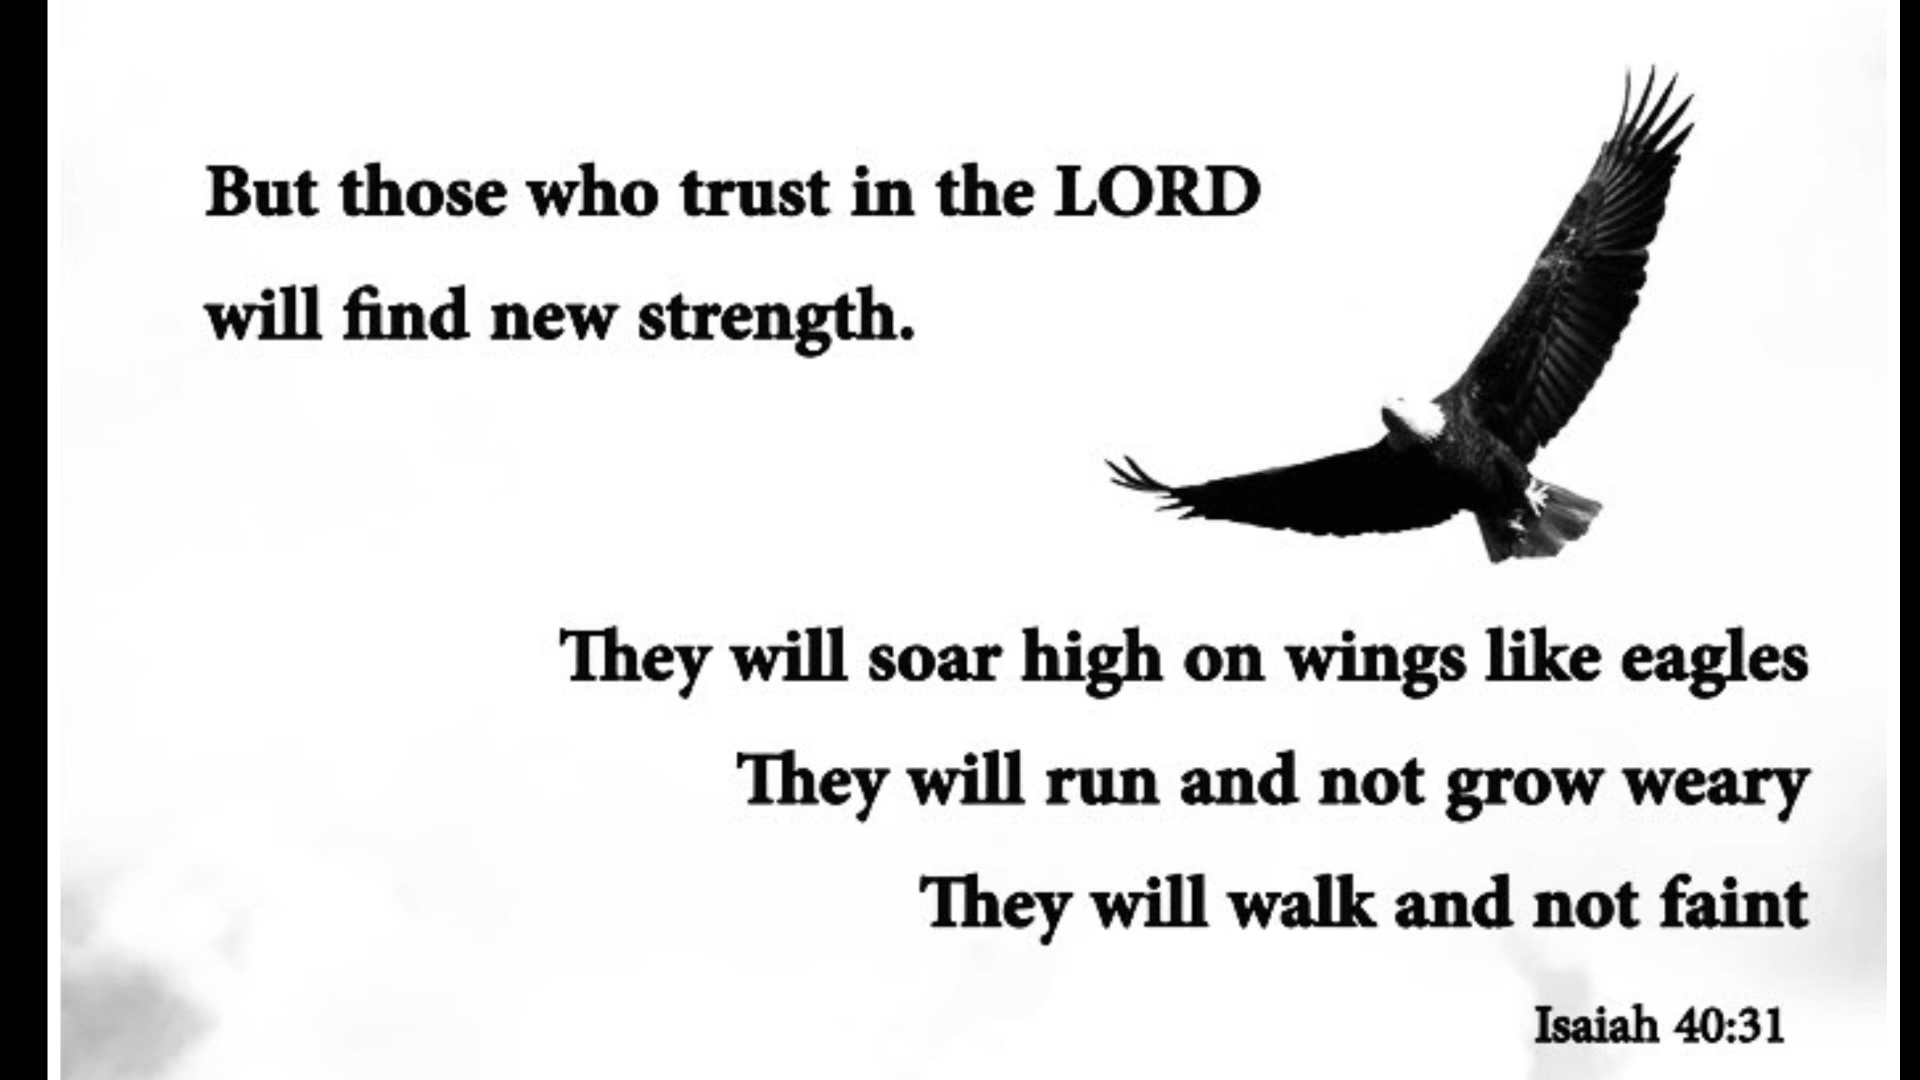 But those who trust in the LORD
will find new strength.
They will soar high on wings like eagles
They will run and not grow weary
They will walk and not faint
Isaiah 40:31